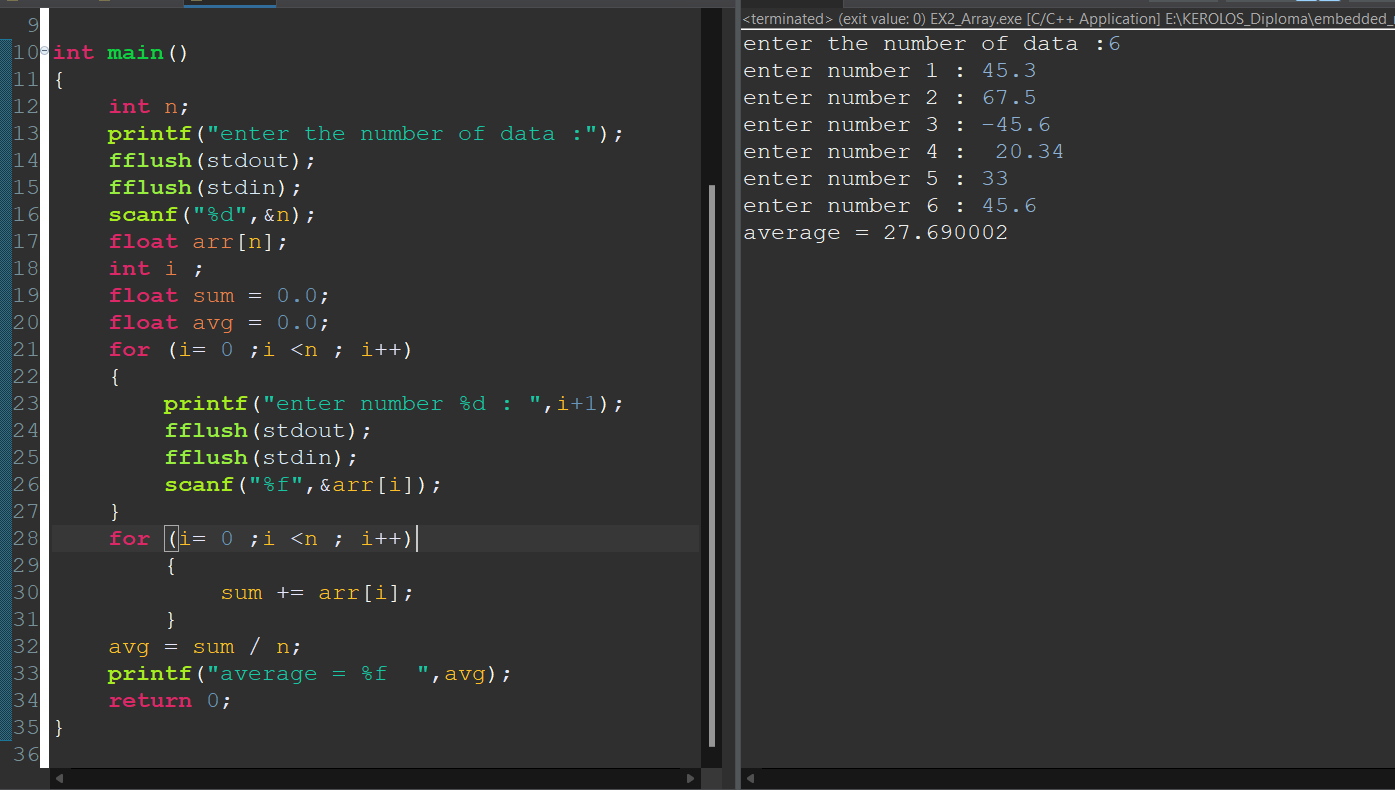 9
10 int main()
11 {
12     int n;
13     printf("enter the number of data :");
14     fflush(stdout);
15     fflush(stdin);
16     scanf("%d",&n);
17     float arr[n];
18     int i ;
19     float sum = 0.0;
20     float avg = 0.0;
21     for (i= 0 ;i <n ; i++)
22     {
23         printf("enter number %d : ",i+1);
24         fflush(stdout);
25         fflush(stdin);
26         scanf("%f",&arr[i]);
27     }
28     for (i= 0 ;i <n ; i++)
29         {
30             sum += arr[i];
31         }
32     avg = sum / n;
33     printf("average = %f  ",avg);
34     return 0;
35 }
36
<terminated> (exit value: 0) EX2_Array.exe [C/C++ Application] E:\KEROLOS_Diploma\embedded_
enter the number of data :6
enter number 1 : 45.3
enter number 2 : 67.5
enter number 3 : -45.6
enter number 4 :  20.34
enter number 5 : 33
enter number 6 : 45.6
average = 27.690002